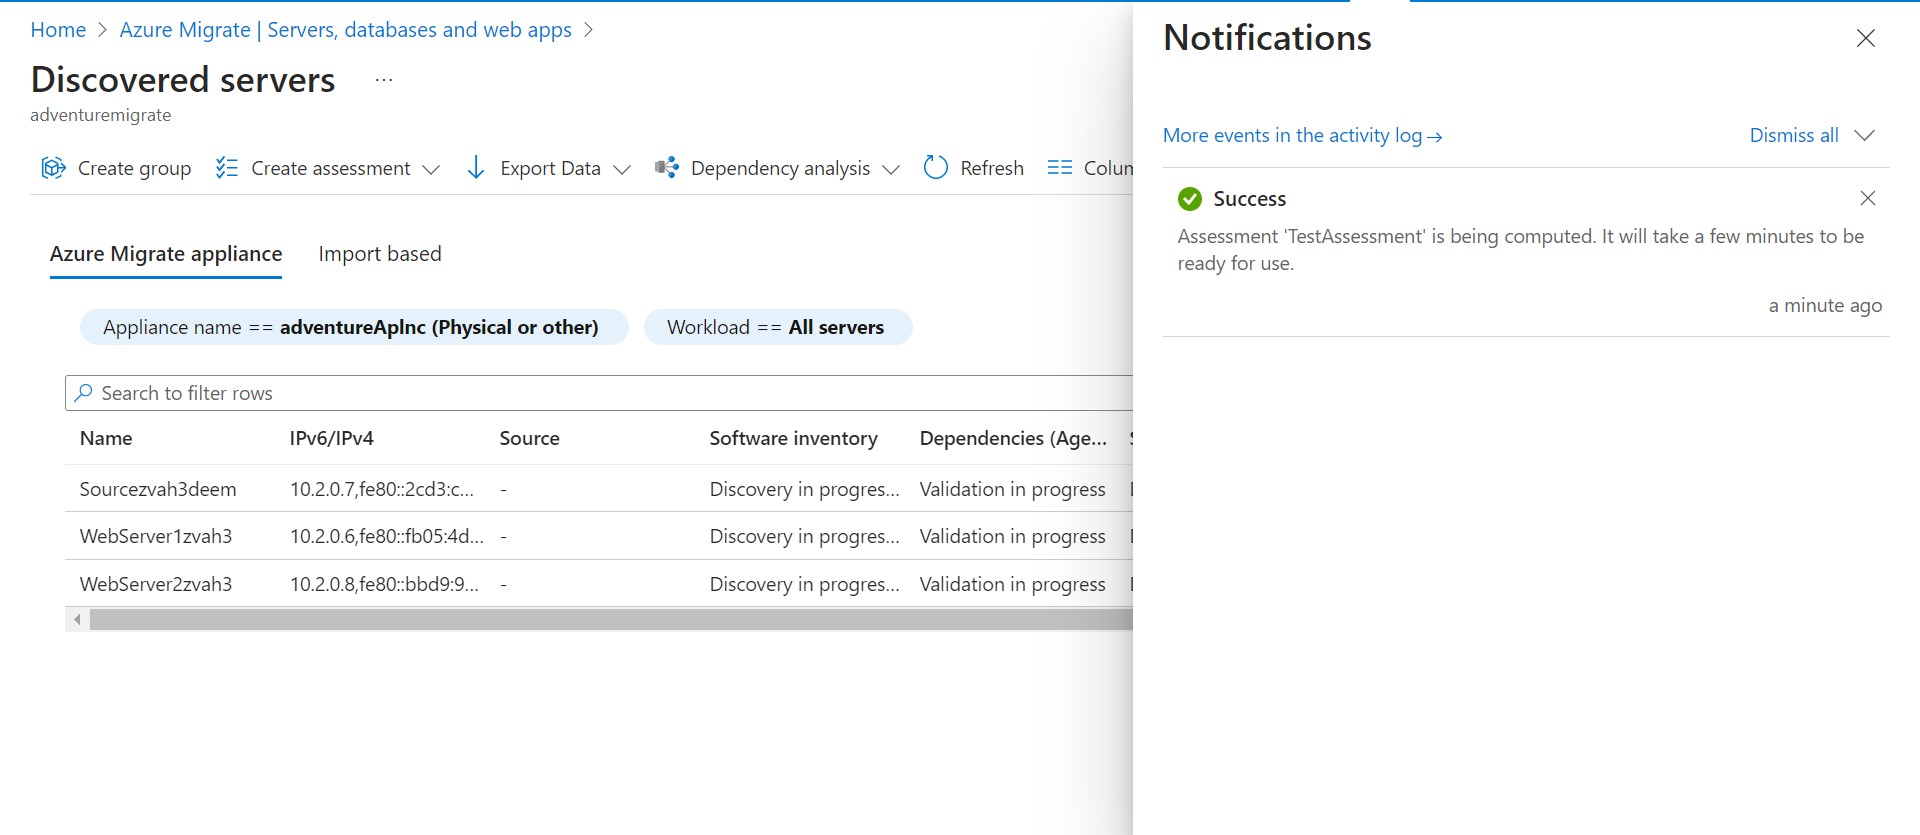 Home > Azure Migrate | Servers, databases and web apps >
Discovered servers ...
adventuremigrate
Create group Create assessment Export Data Dependency analysis Refresh
Azure Migrate appliance Import based
Appliance name == adventureAplnc (Physical or other) Workload == All servers
Search to filter rows
Name IPv6/IPv4 Source Software inventory Dependencies (Age...
Sourcezvah3deem 10.2.0.7,fe80::2cd3:c... - Discovery in progres... Validation in progress
WebServer1zvah3 10.2.0.6,fe80::fb05:4d... - Discovery in progres... Validation in progress
WebServer2zvah3 10.2.0.8,fe80::bbd9:9... - Discovery in progres... Validation in progress
Notifications
More events in the activity log→ Dismiss all
Success
Assessment 'TestAssessment' is being computed. It will take a few minutes to be
ready for use.
a minute ago